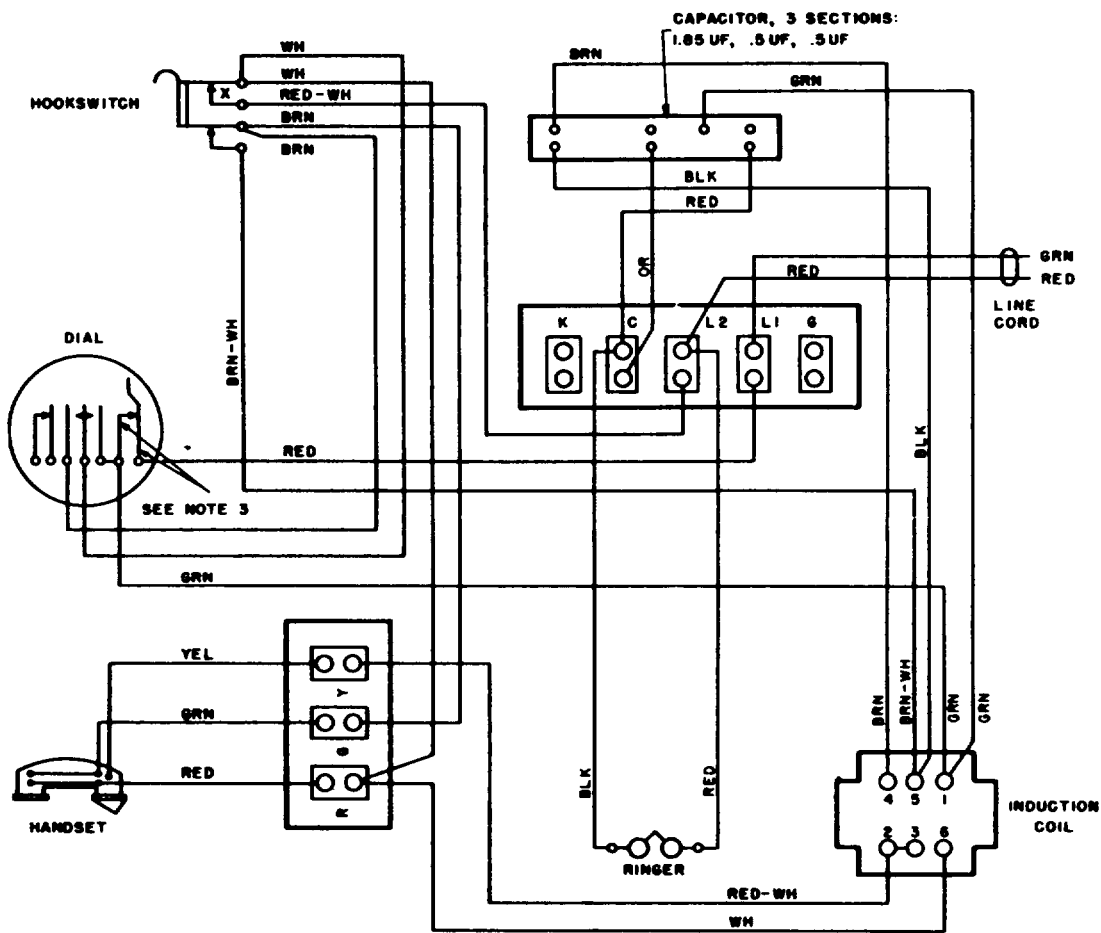 CAPACITOR, 3 SECTIONS:
1.85 UF, .5 UF, .5 UF
WH
BRN
WH
GRN
HOOKSWITCH
X
RED-WH
BRN
BRN
BLK
RED
OR
RED
GRN
RED
LINE
CORD
K
C
L2
L1
G
DIAL
BRN-WH
RED
BLK
SEE NOTE 3
GRN
YEL
Y
GRN
G
RED
R
HANDSET
BLK
RED
RINGER
BRN
BRN-WH
GRN
GRN
4
5
1
2
3
6
INDUCTION
COIL
RED-WH
WH